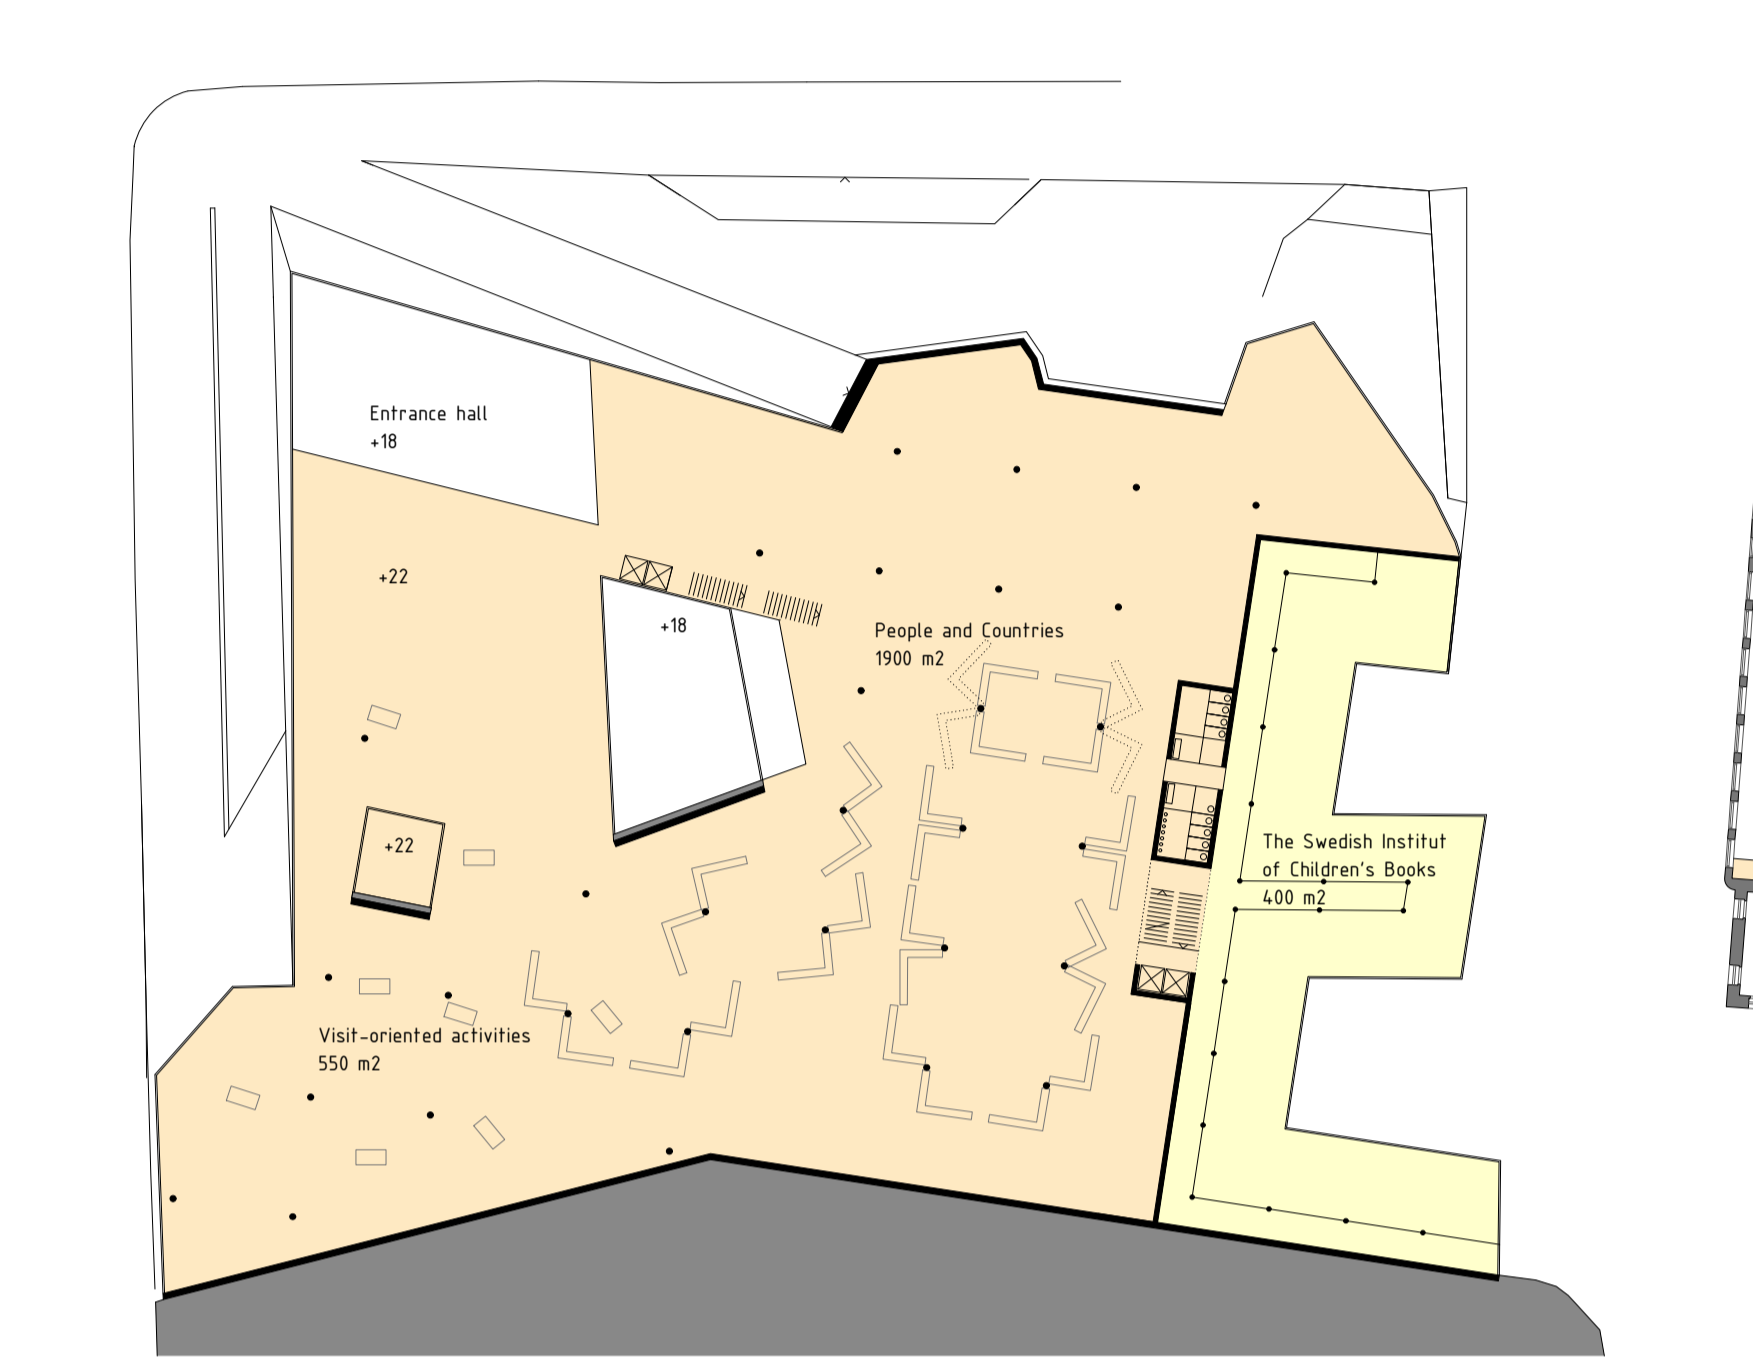 Entrance hall
+18
+22
+18
People and Countries
1900 m2
+22
The Swedish Institut
of Children's Books
400 m2
Visit-oriented activities
550 m2